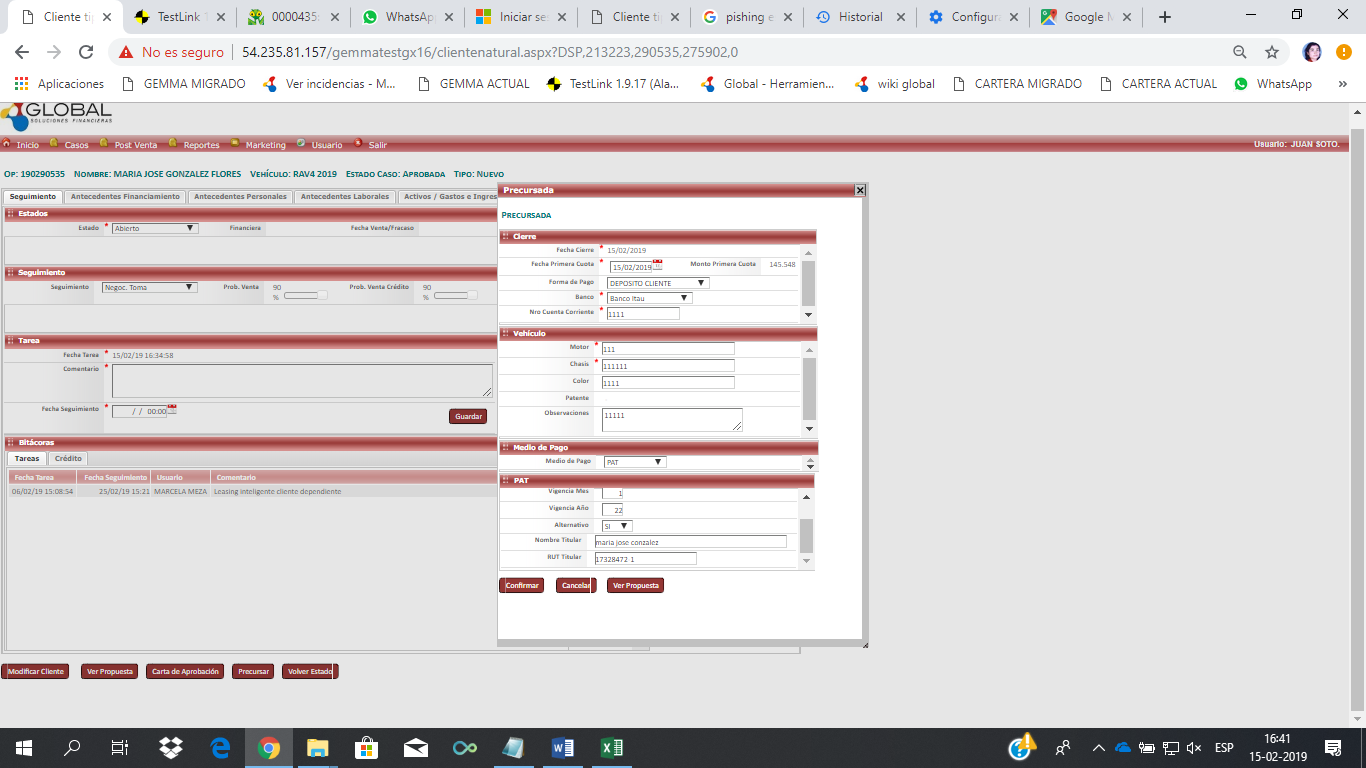 Cliente ti
TestLink 1
0000435:
WhatsApp
Iniciar se:
Cliente ti
pishing e
Historial
Configura
Google M
No es seguro | 54.235.81.157/gemmatestgx16/clientenatural.aspx?DSP,213223,290535,275902,0
Aplicaciones GEMMA MIGRADO Ver incidencias - M... GEMMA ACTUAL TestLink 1.9.17 (Ala... Global - Herramien... wiki global CARTERA MIGRADO CARTERA ACTUAL WhatsApp »
GLOBAL
SOLUCIONES FINANCIERAS
Inicio Casos Post Venta Reportes Marketing Usuario Salir Usuario: JUAN SOTO.
Op: 190290535 Nombre: MARIA JOSE GONZALEZ FLORES Vehículo: RAV4 2019 Estado Caso: Aprobada Tipo: Nuevo
Seguimiento Antecedentes Financiamiento Antecedentes Personales Antecedentes Laborales Activos / Gastos e Ingres
Estados
Estado * Abierto Financiera Fecha Venta/Fracaso
Seguimiento
Seguimiento Negoc. Toma Prob. Venta 90 % Prob. Venta Crédito 90 %
Tarea
Fecha Tarea * 15/02/19 16:34:58
Comentario *
Fecha Seguimiento * / / 00:00
Guardar
Bitácoras
Tareas Crédito
Fecha Tarea Fecha Seguimiento Usuario Comentario
06/02/19 15:08:54 25/02/19 15:21 MARCELA MEZA Leasing inteligente cliente dependiente
Modificar Cliente Ver Propuesta Carta de Aprobación Precursar Volver Estado
Precursada
Precursada
Cierre
Fecha Cierre * 15/02/2019
Fecha Primera Cuota * 15/02/2019 Monto Primera Cuota 145.548
Forma de Pago DEPOSITO CLIENTE
Banco * Banco Itau
Nro Cuenta Corriente * 1111
Vehículo
Motor * 111
Chasis * 111111
Color 1111
Patente
Observaciones 11111
Medio de Pago
Medio de Pago PAT
PAT
Vigencia Mes 1
Vigencia Año 22
Alternativo SI
Nombre Titular maria jose conzalez
RUT Titular 17328472-1
Confirmar Cancelar Ver Propuesta
ESP
16:41
15-02-2019